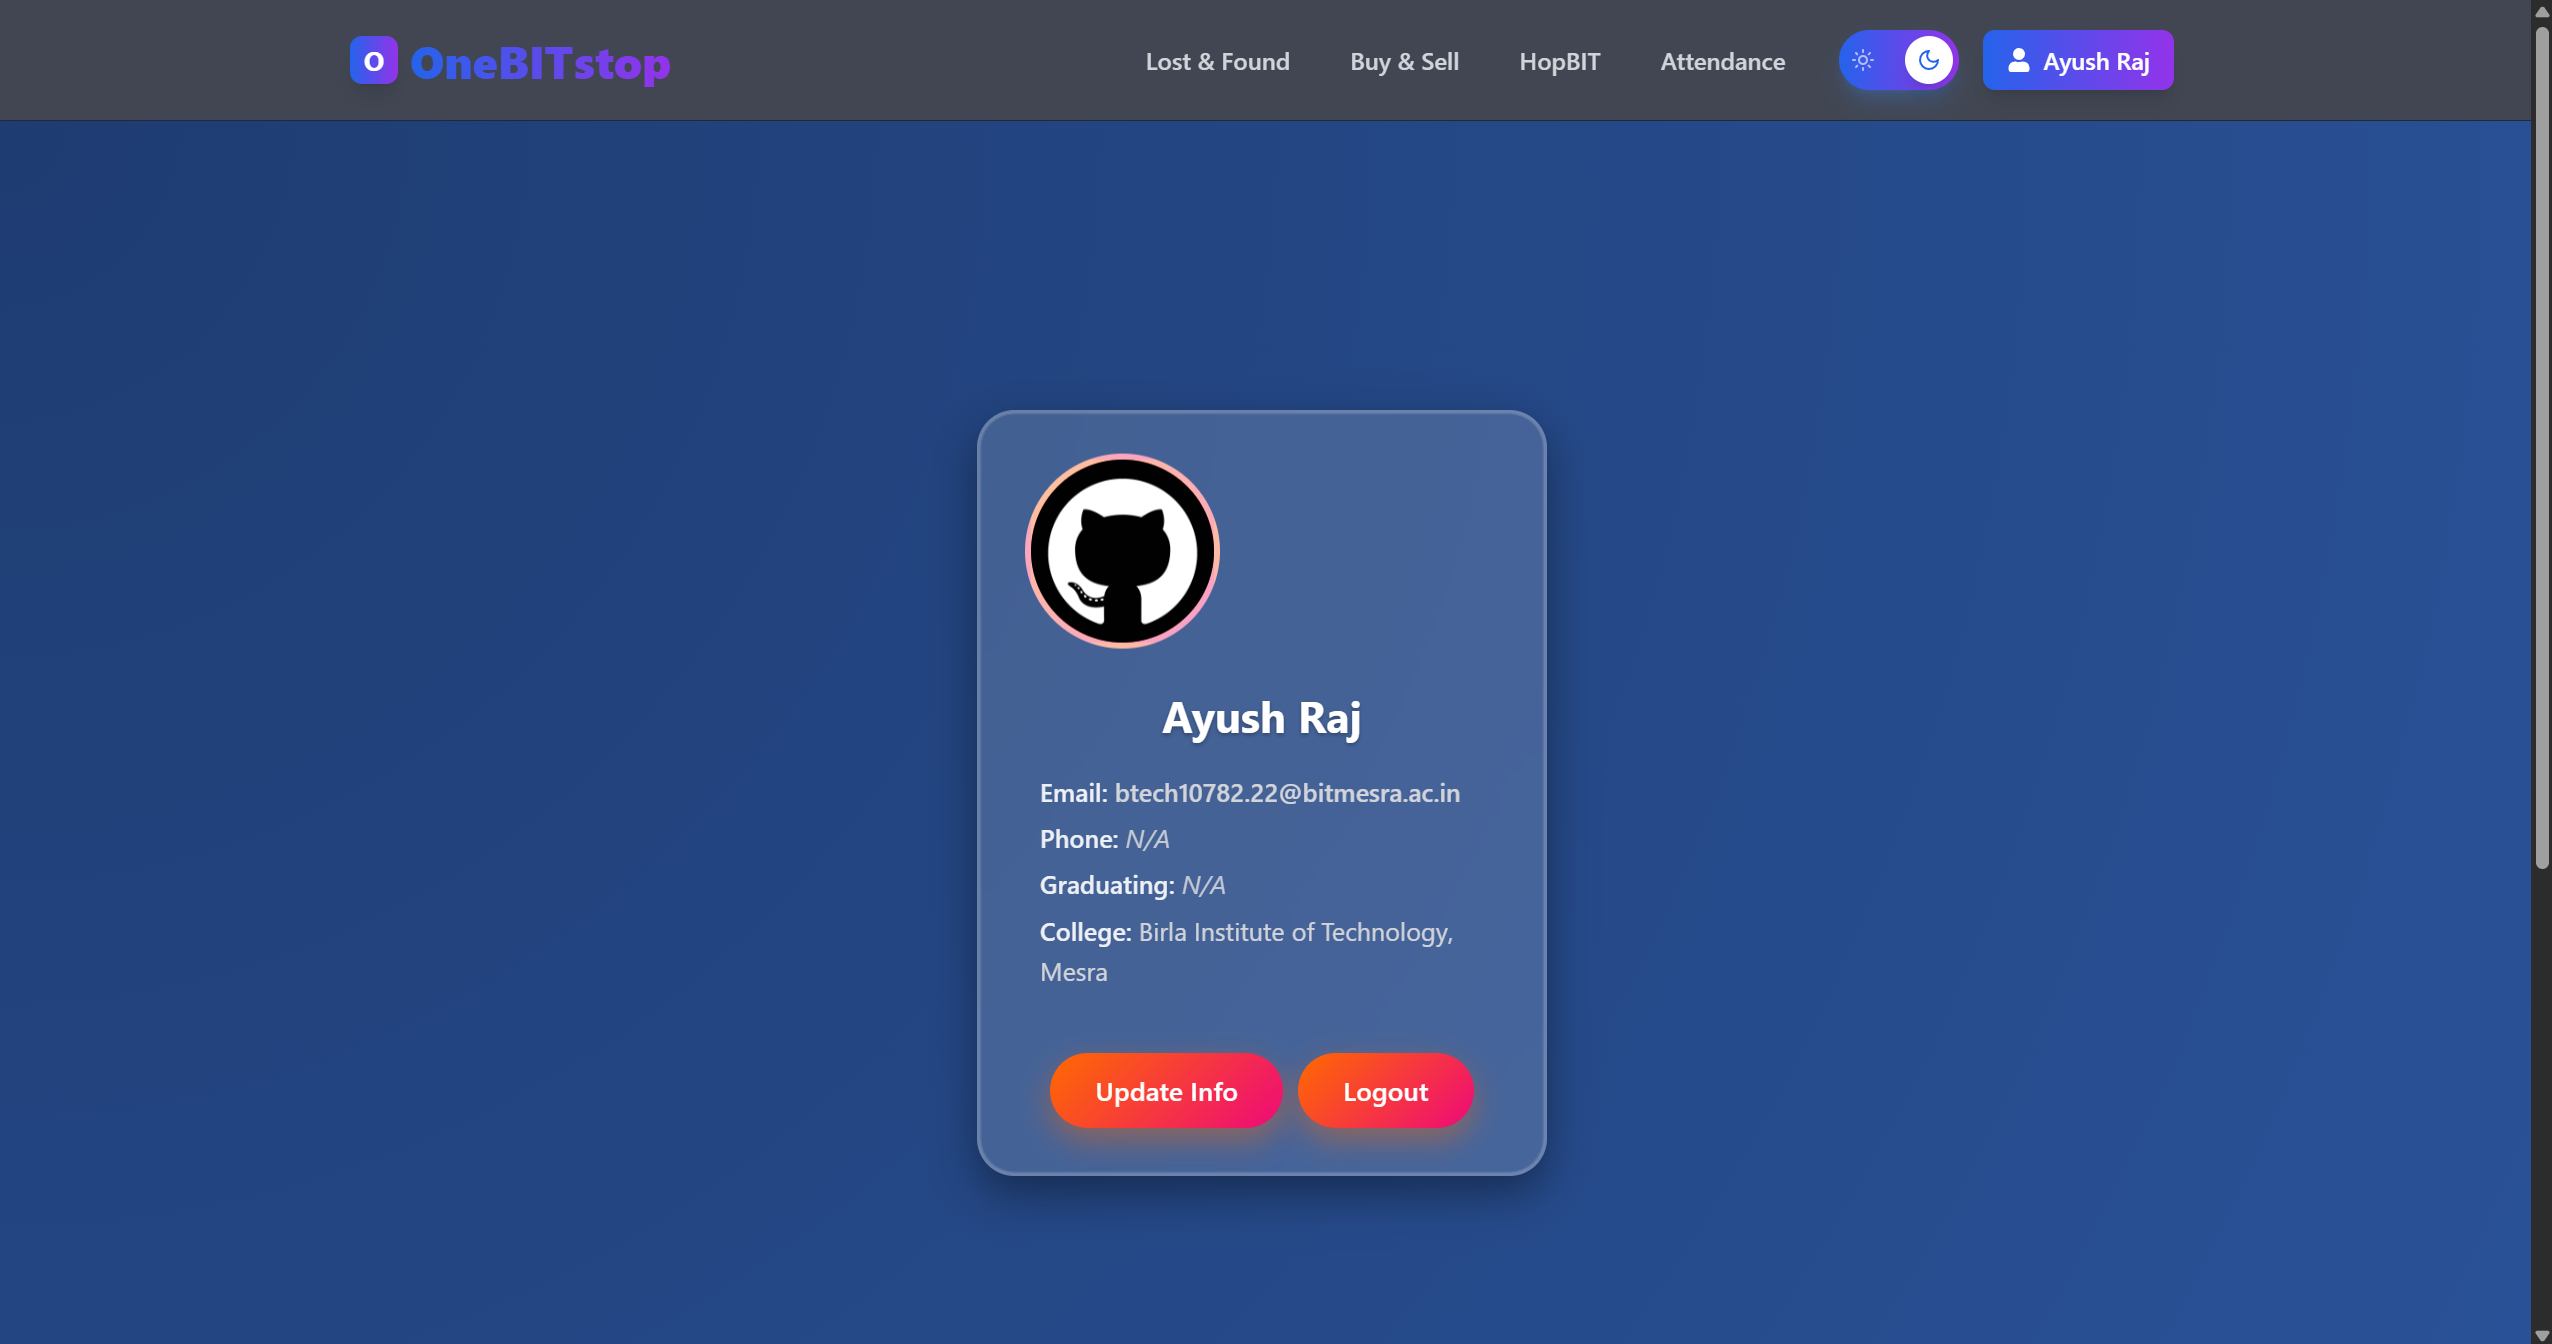 O OneBITstop
Lost & Found
Buy & Sell
HopBIT
Attendance
Ayush Raj
Ayush Raj
Email: btech10782.22@bitmesra.ac.in
Phone: N/A
Graduating: N/A
College: Birla Institute of Technology,
Mesra
Update Info
Logout